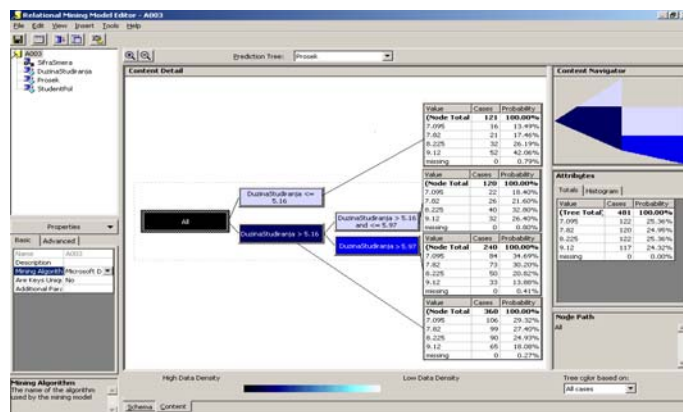 Relational Mining Model Editor - A003
File Edit View Insert Tools Help
A003
SifraSmera
DuzinaStudiranja
Prosek
StudentPol
Prediction Tree: Prosek
Content Detail
All
DuzinaStudiranja <= 5.16
DuzinaStudiranja > 5.16
DuzinaStudiranja > 5.16 and <= 5.97
DuzinaStudiranja > 5.97
Value Cases Probability
(Node Total 121 100.00%
7.095 16 13.49%
7.82 21 17.46%
8.225 32 26.19%
9.12 52 42.06%
missing 0 0.79%
Value Cases Probability
(Node Total 120 100.00%
7.095 22 18.40%
7.82 26 21.60%
8.225 40 32.80%
9.12 32 26.40%
missing 0 0.80%
Value Cases Probability
(Node Total 240 100.00%
7.095 84 34.69%
7.82 73 30.20%
8.225 50 20.82%
9.12 33 13.88%
missing 0 0.41%
Value Cases Probability
(Node Total 360 100.00%
7.095 106 29.32%
7.82 99 27.40%
8.225 90 24.93%
9.12 65 18.08%
missing 0 0.27%
Content Navigator
Attributes
Totals Histogram
Value Cases Probability
(Tree Total) 481 100.00%
7.095 122 25.36%
7.82 120 24.95%
8.225 122 25.36%
9.12 117 24.32%
missing 0 0.00%
Node Path
All
Tree color based on:
All cases
Properties
Basic Advanced
Name A003
Description
Mining Algorith Microsoft D
Are Keys Uniq No
Additional Para
Mining Algorithm
The name of the algorithm used by the mining model
High Data Density
Low Data Density
Schema Content